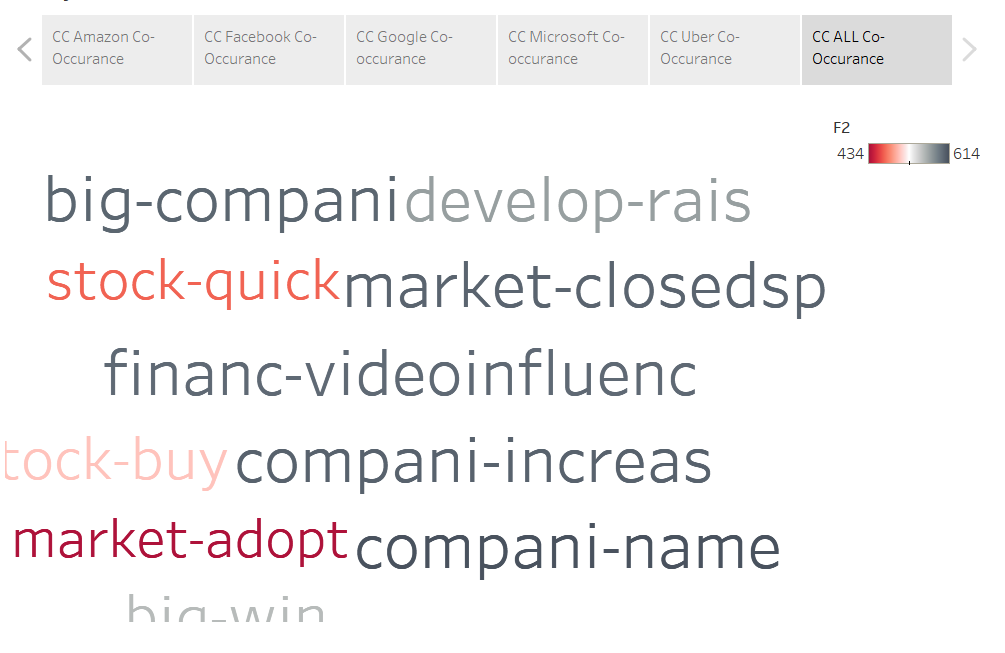 CC Amazon Co-
Occurance
CC Facebook Co-
Occurance
CC Google Co-
occurance
CC Microsoft Co-
occurance
CC Uber Co-
Occurance
CC ALL Co-
Occurance
F2
434 614
big-compani develop-rais
stock-quick market-closedsp
financ-videoinfluenc
tock-buy compani-increas
market-adopt compani-name
big-win